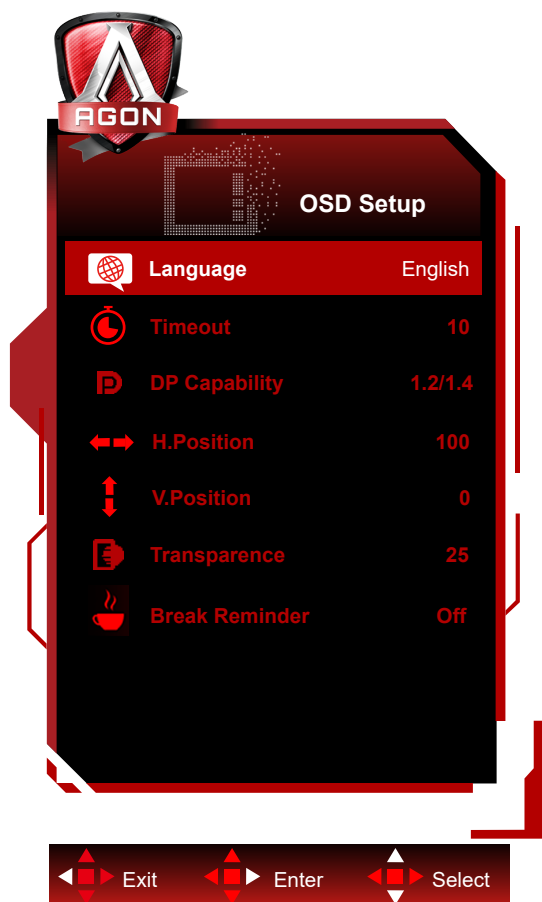 AGON
OSD Setup
Language English
Timeout 10
DP Capability 1.2/1.4
H.Position 100
V.Position 0
Transparence 25
Break Reminder Off
Exit Enter Select